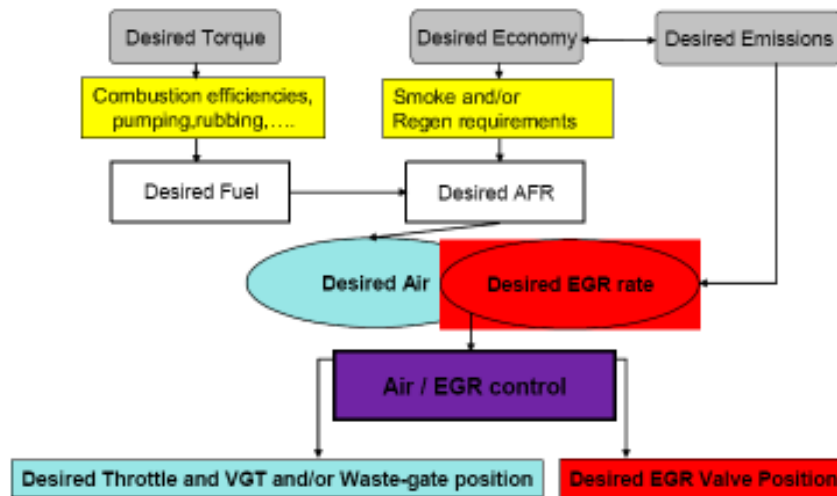 Desired Torque
Desired Economy
Desired Emissions
Combustion efficiencies,
pumping,rubbing,....
Smoke and/or
Regen requirements
Desired Fuel
Desired AFR
Desired Air
Desired EGR rate
Air / EGR control
Desired Throttle and VGT and/or Waste-gate position
Desired EGR Valve Position